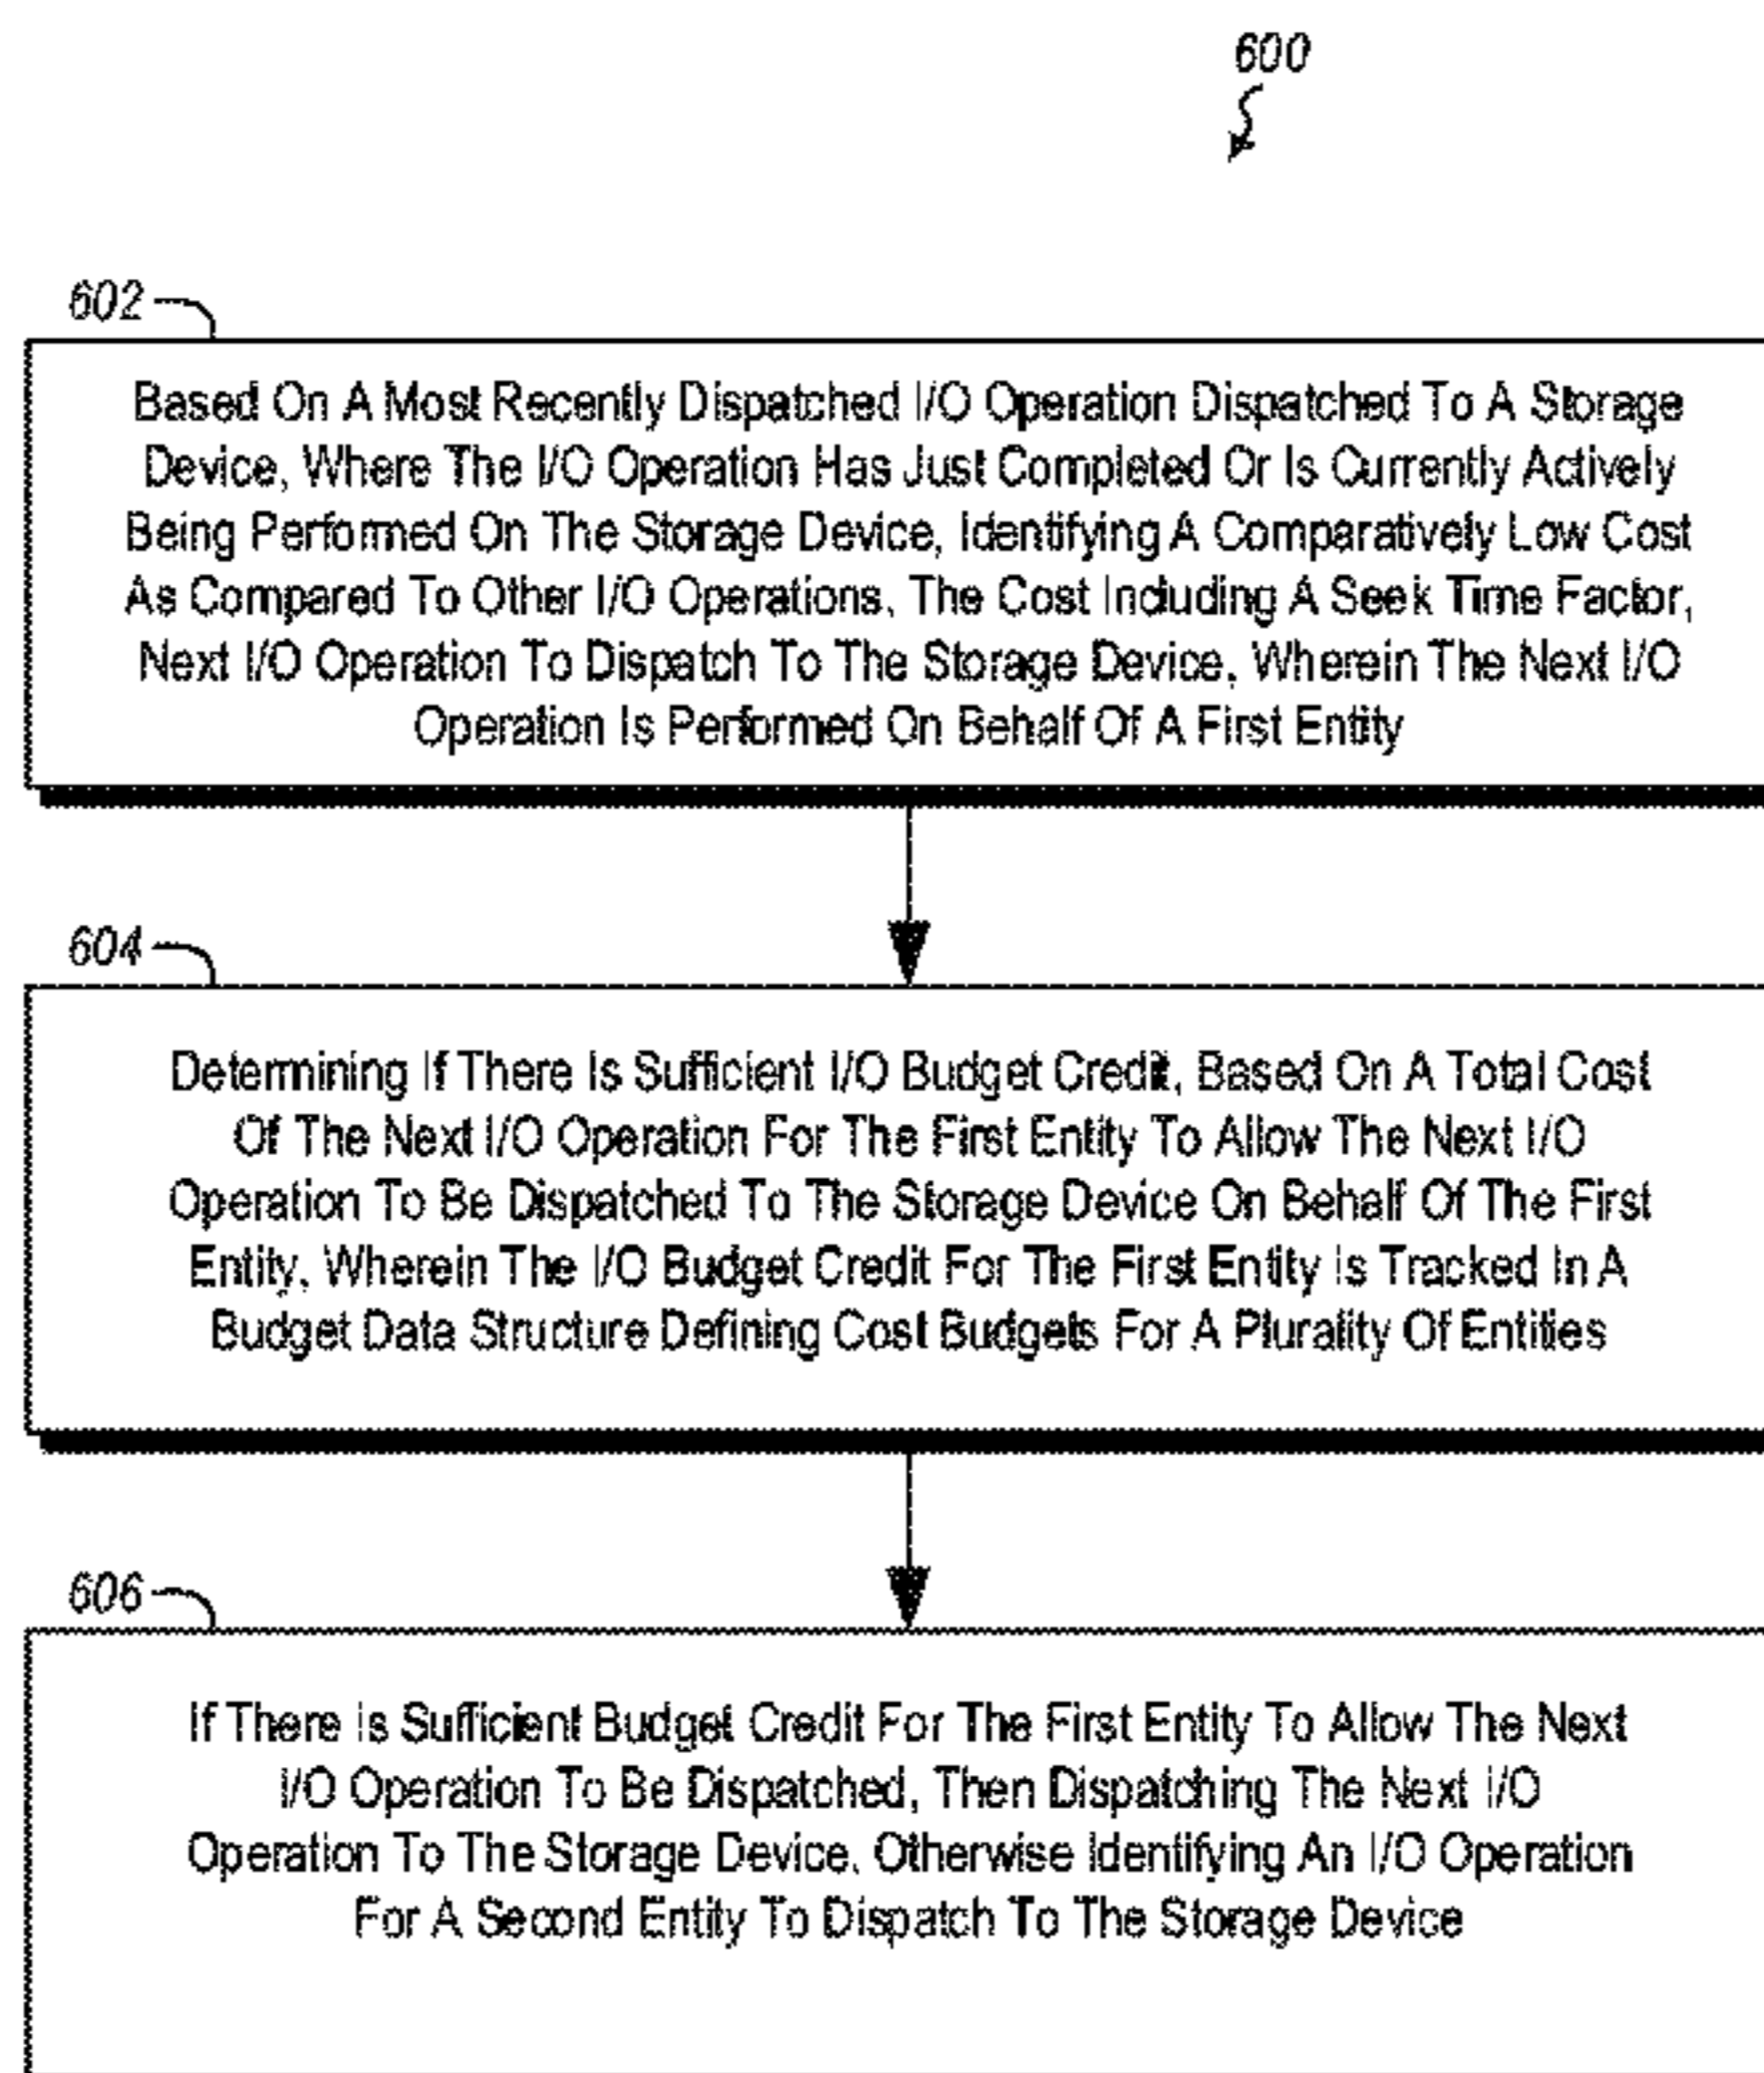 600
602
Based On A Most Recently Dispatched I/O Operation Dispatched To A Storage
Device, Where The I/O Operation Has Just Completed Or Is Currently Actively
Being Performed On The Storage Device, Identifying A Comparatively Low Cost
As Compared To Other I/O Operations, The Cost Including A Seek Time Factor,
Next I/O Operation To Dispatch To The Storage Device, Wherein The Next I/O
Operation Is Performed On Behalf Of A First Entity
604
Determining If There Is Sufficient I/O Budget Credit, Based On A Total Cost
Of The Next I/O Operation For The First Entity To Allow The Next I/O
Operation To Be Dispatched To The Storage Device On Behalf Of The First
Entity, Wherein The I/O Budget Credit For The First Entity Is Tracked In A
Budget Data Structure Defining Cost Budgets For A Plurality Of Entities
606
If There Is Sufficient Budget Credit For The First Entity To Allow The Next
I/O Operation To Be Dispatched, Then Dispatching The Next I/O
Operation To The Storage Device, Otherwise Identifying An I/O Operation
For A Second Entity To Dispatch To The Storage Device